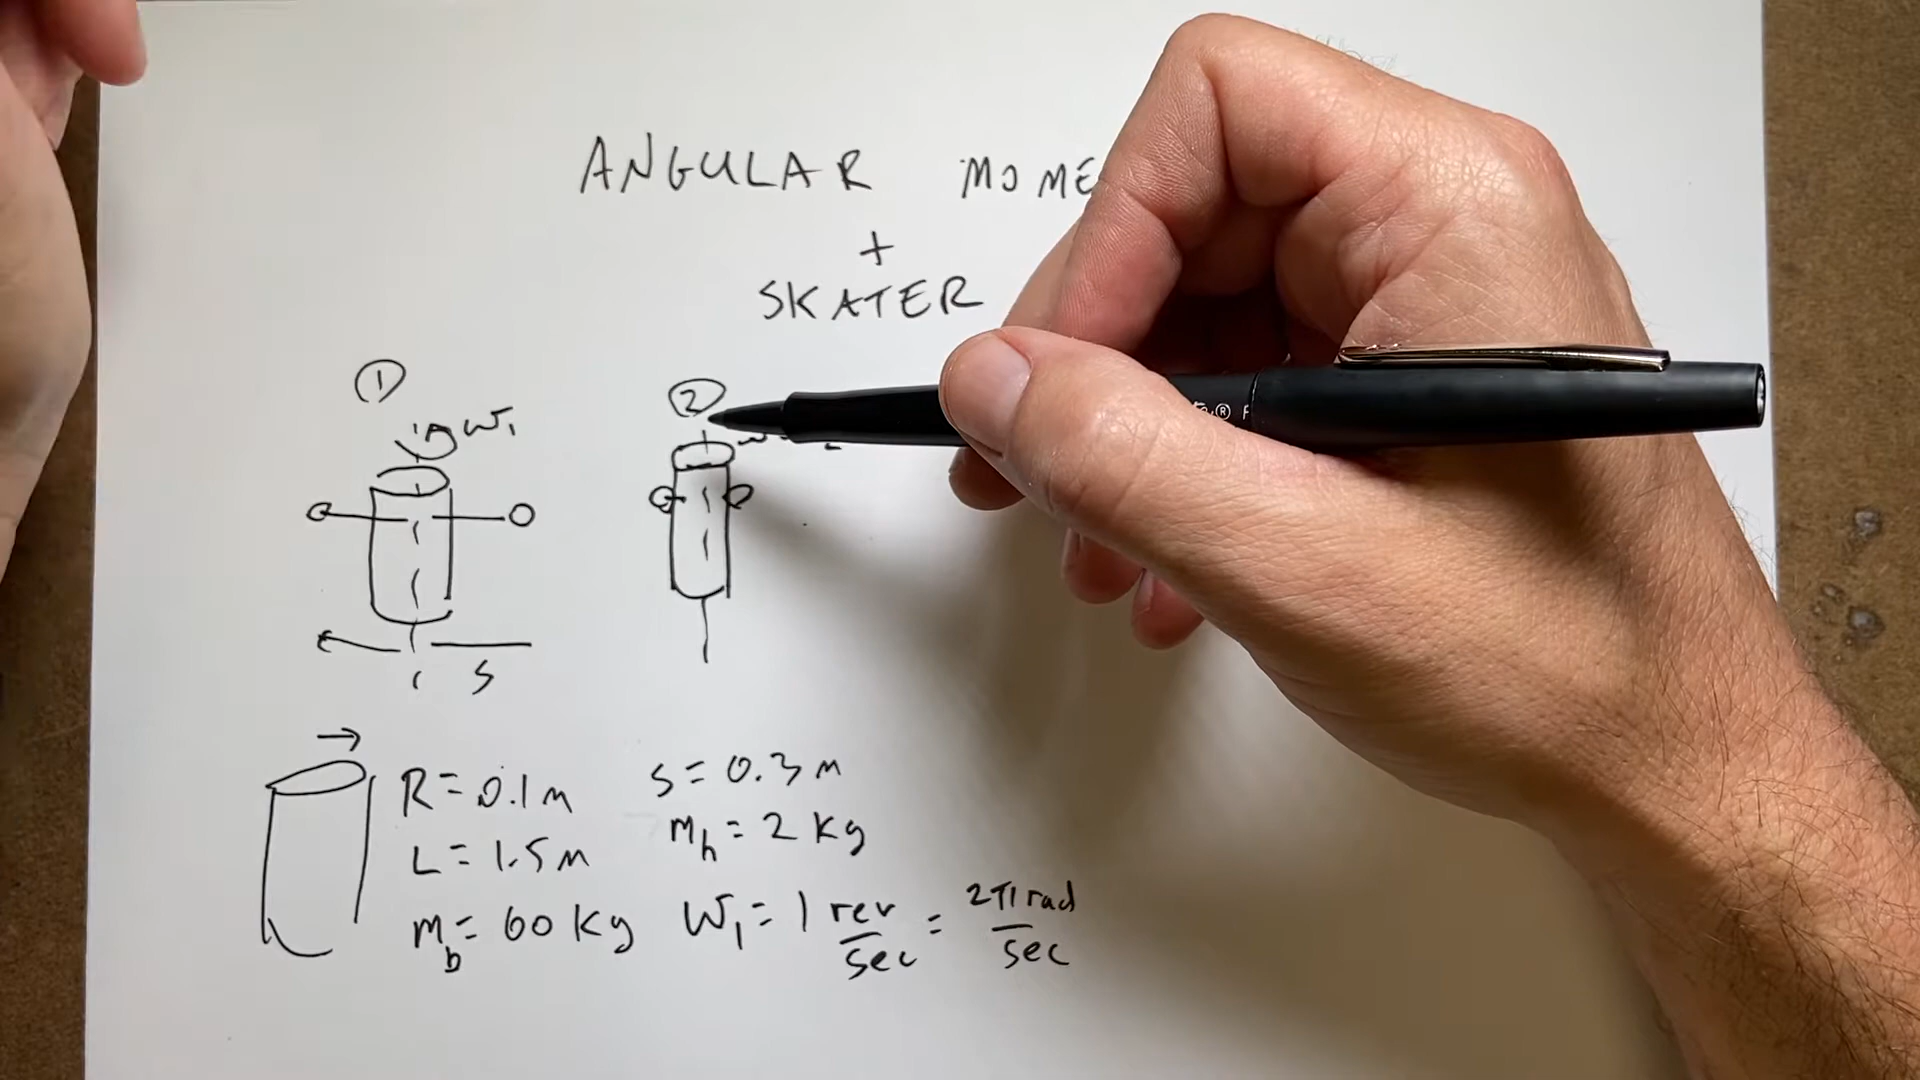 ANGULAR MOME
+
SKATER
①
ω₁
②
S
R = 0.1 m
L = 1.5 m
m_b = 60 Kg
S = 0.3 m
m_h = 2 Kg
ω₁ = 1 rev/sec = 2π rad/sec